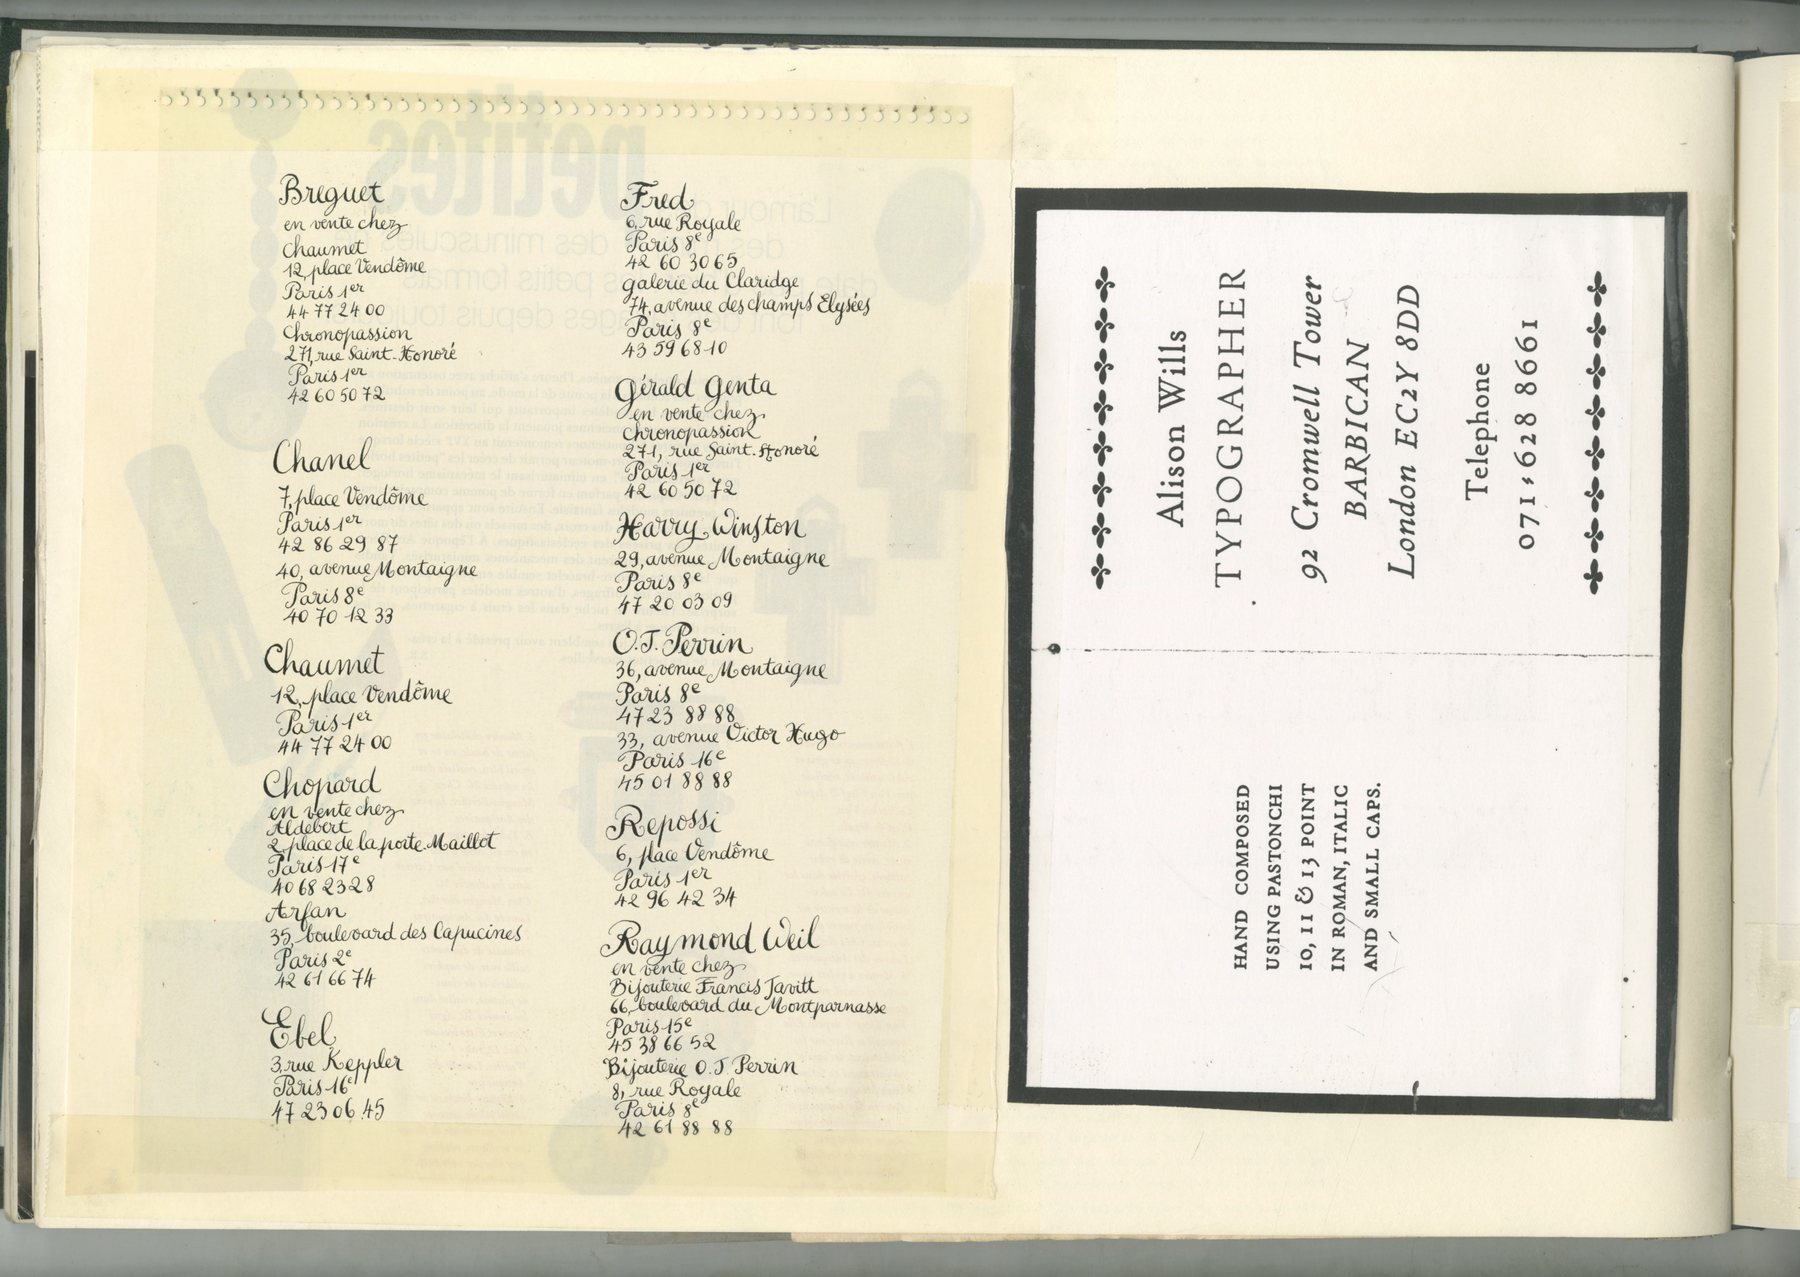 Breguet
en vente chez
Chaumet
12, place Vendôme
Paris 1er
44 77 24 00
Chronopassion
271, rue Saint-Honoré
Paris 1er
42 60 50 72
Chanel
7, place Vendôme
Paris 1er
42 86 29 87
40, avenue Montaigne
Paris 8e
40 70 12 33
Chaumet
12, place Vendôme
Paris 1er
44 77 24 00
Chopard
en vente chez
Aldebert
2, place de la porte Maillot
Paris 17e
40 68 23 28
Arfan
35, boulevard des Capucines
Paris 2e
42 61 66 74
Ebel
3, rue Keppler
Paris 16e
47 23 06 45
Fred
6, rue Royale
Paris 8e
42 60 30 65
galerie du Claridge
74, avenue des champs Elysées
Paris 8e
43 59 68 10
Gérald Genta
en vente chez
chronopassion
271, rue Saint-Honoré
Paris 1er
42 60 50 72
Harry Winston
29, avenue Montaigne
Paris 8e
47 20 03 09
O.J. Perrin
36, avenue Montaigne
Paris 8e
47 23 88 88
33, avenue Victor Hugo
Paris 16e
45 01 88 88
Repossi
6, place Vendôme
Paris 1er
42 96 42 34
Raymond Weil
en vente chez
Bijouterie Francis Javitt
66, boulevard du Montparnasse
Paris 15e
45 38 66 52
Bijouterie O.J. Perrin
8, rue Royale
Paris 8e
42 61 88 88
Alison Wills
TYPOGRAPHER
92 Cromwell Tower
BARBICAN
London EC2Y 8DD
Telephone
071,628 8661
HAND COMPOSED
USING PASTONCHI
10, 11 & 13 POINT
IN ROMAN, ITALIC
AND SMALL CAPS.
petites
L'amour
des minuscules
petits formats
depuis